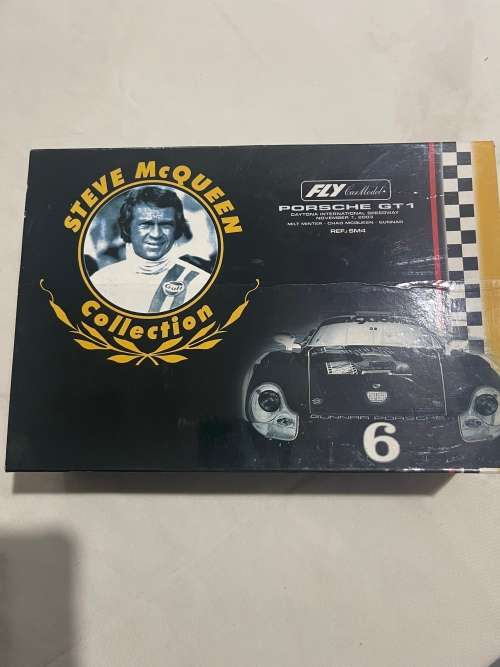 STEVE McQUEEN
Collection
Gulf
FLY Car Model
PORSCHE GT1
DAYTONA INTERNATIONAL SPEEDWAY
NOVEMBER 7, 2003
MILT MINTER - CHAD MCQUEEN - GUNNAR
REF.: SM4
GUNNAR PORSCHE
6